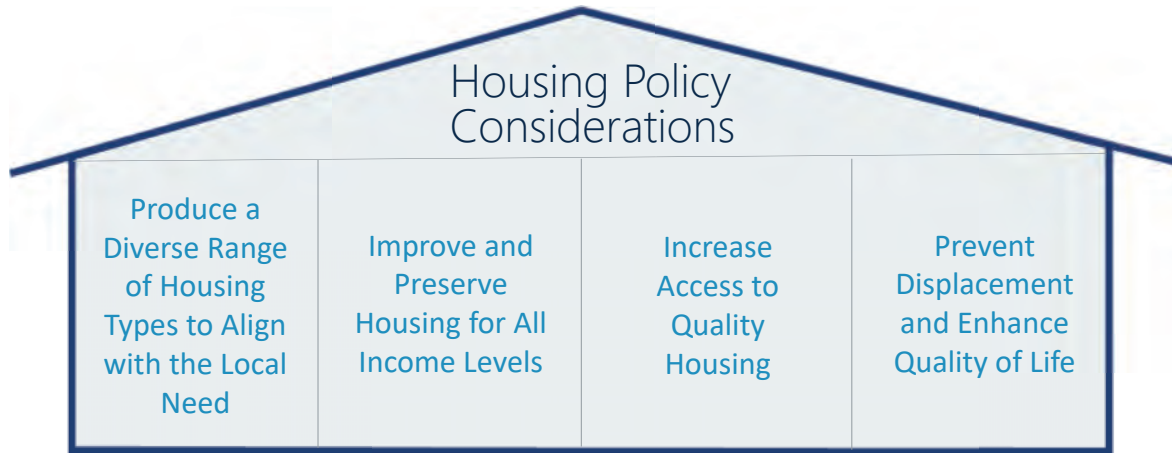 Housing Policy
Considerations
Produce a
Diverse Range
of Housing
Types to Align
with the Local
Need
Improve and
Preserve
Housing for All
Income Levels
Increase
Access to
Quality
Housing
Prevent
Displacement
and Enhance
Quality of Life